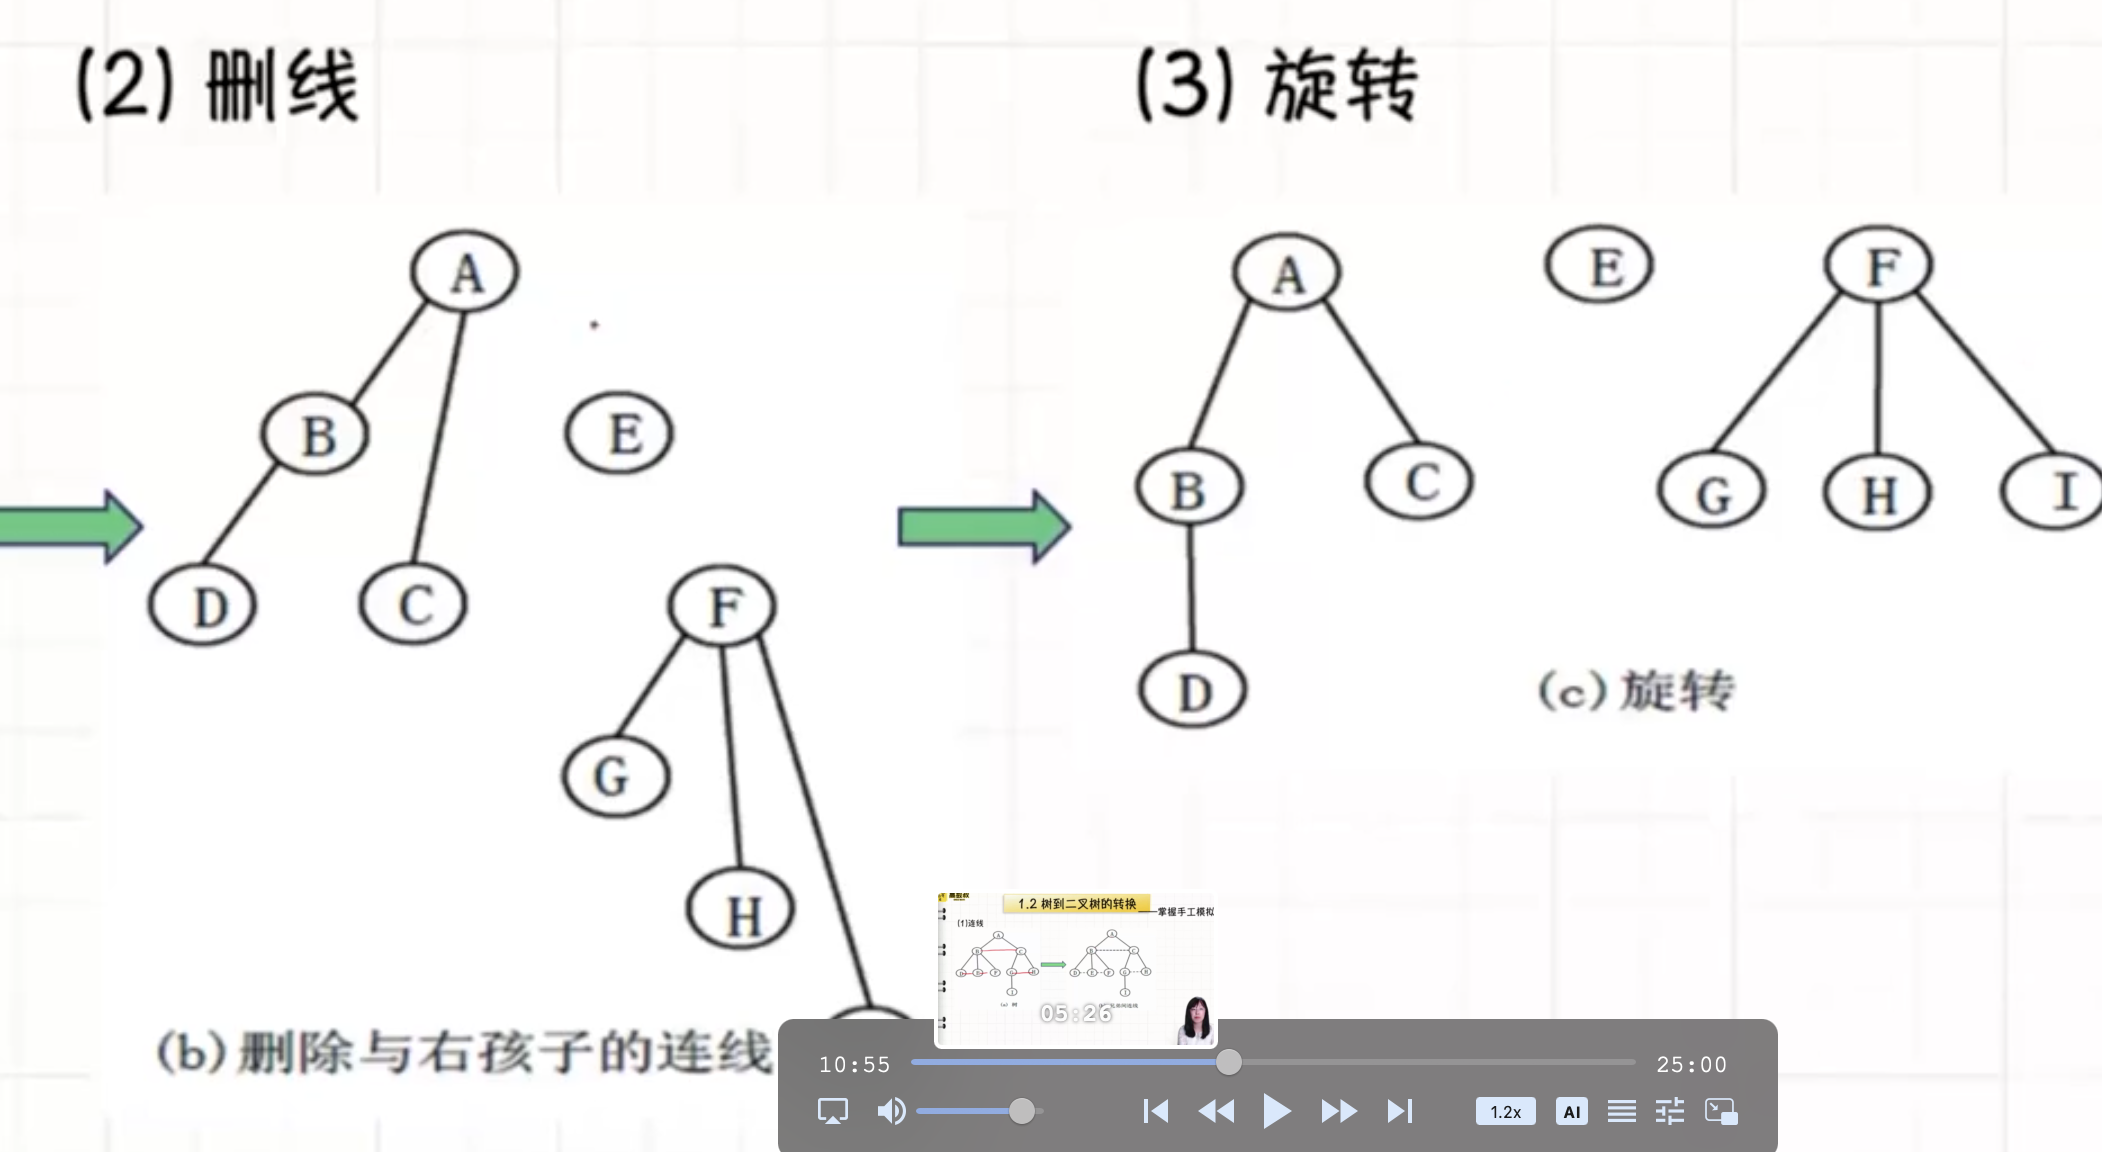 (2) 删线
(3) 旋转
A
B
E
D
C
F
G
H
(b) 删除与右孩子的连线
A
E
F
B
C
G
H
I
D
(c) 旋转
1.2 树到二叉树的转换
——掌握手工模拟
(1)连线
05:26
10:55
25:00
1.2x
AI